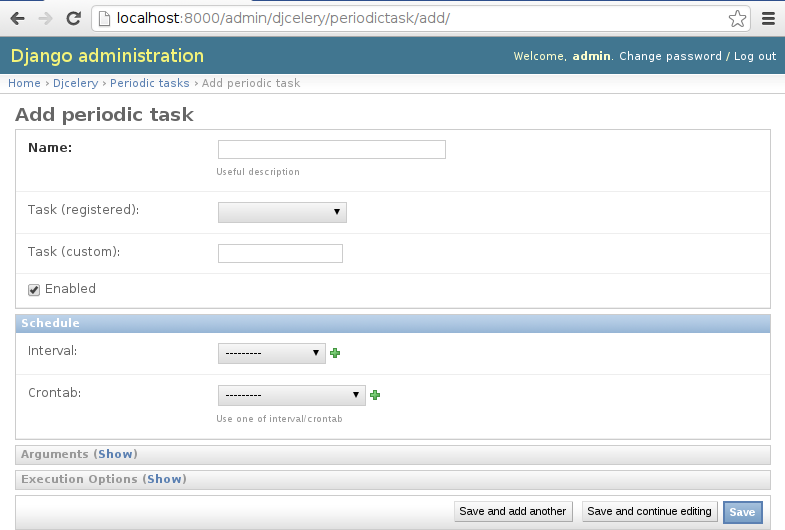 localhost:8000/admin/djcelery/periodictask/add/
Django administration
Welcome, admin. Change password / Log out
Home › Djcelery › Periodic tasks › Add periodic task
Add periodic task
Name:
Useful description
Task (registered):
Task (custom):
Enabled
Schedule
Interval: ---------
Crontab: ---------
Use one of interval/crontab
Arguments (Show)
Execution Options (Show)
Save and add another Save and continue editing Save